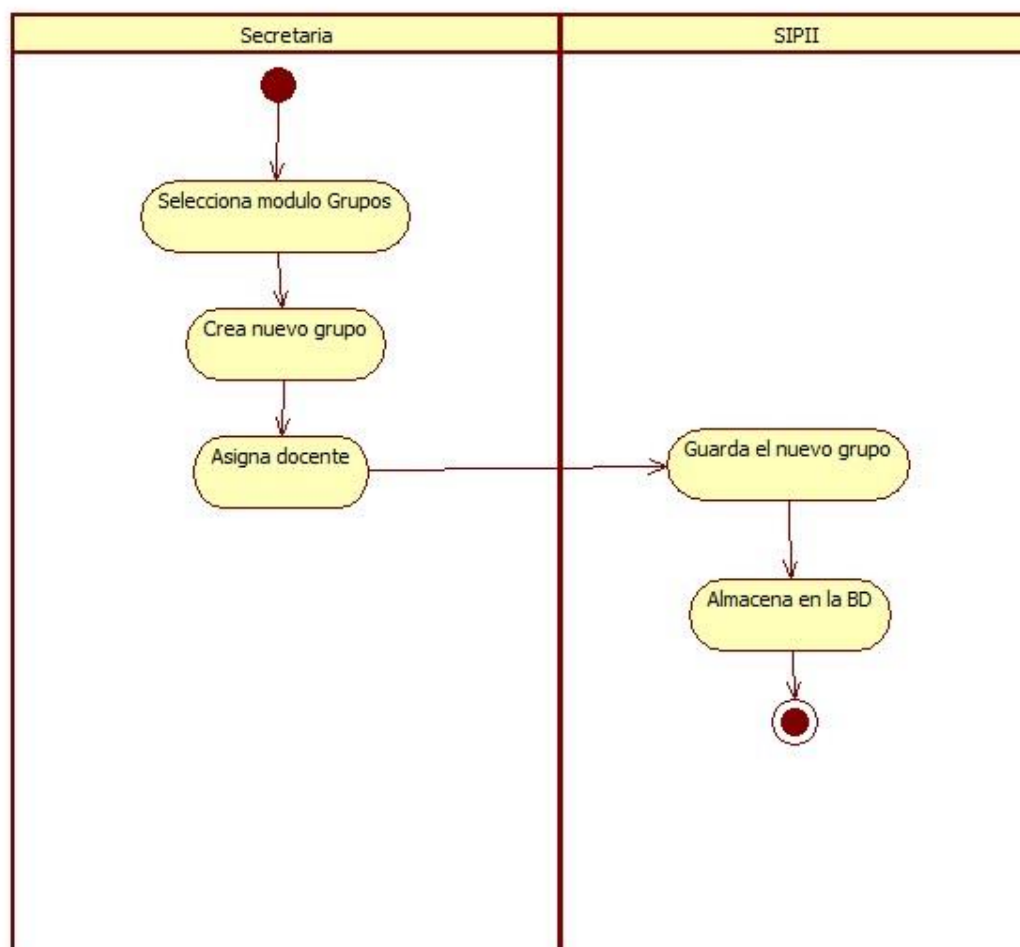 Secretaria
SIPII
Selecciona modulo Grupos
Crea nuevo grupo
Asigna docente
Guarda el nuevo grupo
Almacena en la BD